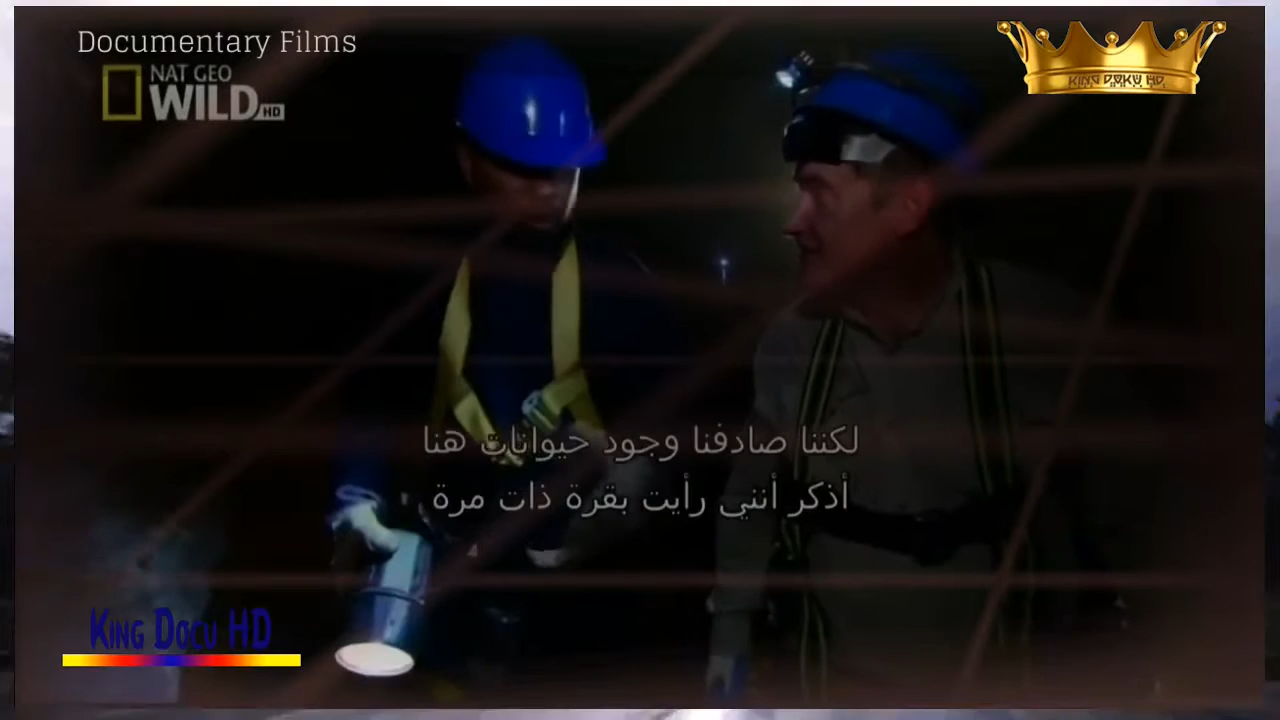 Documentary Films
NAT GEO
WILD HD
KING DOKU HD
لكننا صادفنا وجود حيوانات هنا
أذكر أنني رأيت بقرة ذات مرة
KING DOCU HD